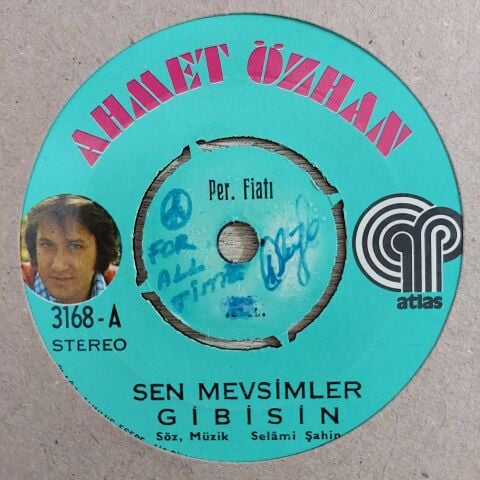 AHMET ÖZHAN
Per. Fiatı
FOR
ALL
TIME
atlas
3168-A
STEREO
SEN MEVSİMLER
GİBİSİN
Söz, Müzik Selâmi Şahin